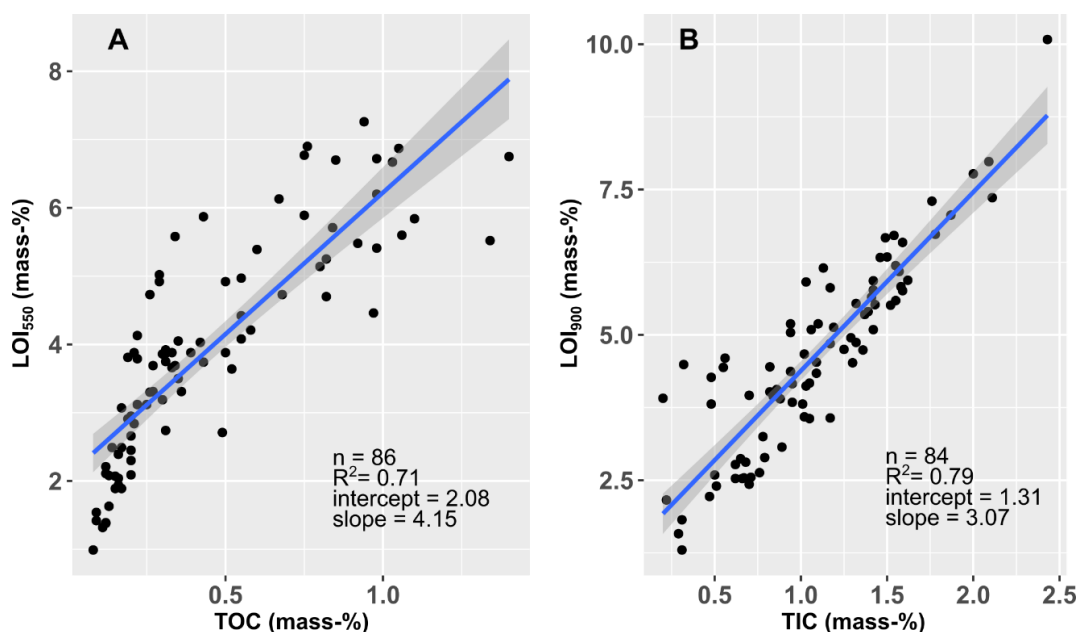 A
8
6
4
2
LOI550 (mass-%)
n = 86
R2= 0.71
intercept = 2.08
slope = 4.15
0.5
1.0
TOC (mass-%)
B
10.0
7.5
5.0
2.5
LOI900 (mass-%)
n = 84
R2= 0.79
intercept = 1.31
slope = 3.07
0.5
1.0
1.5
2.0
2.5
TIC (mass-%)